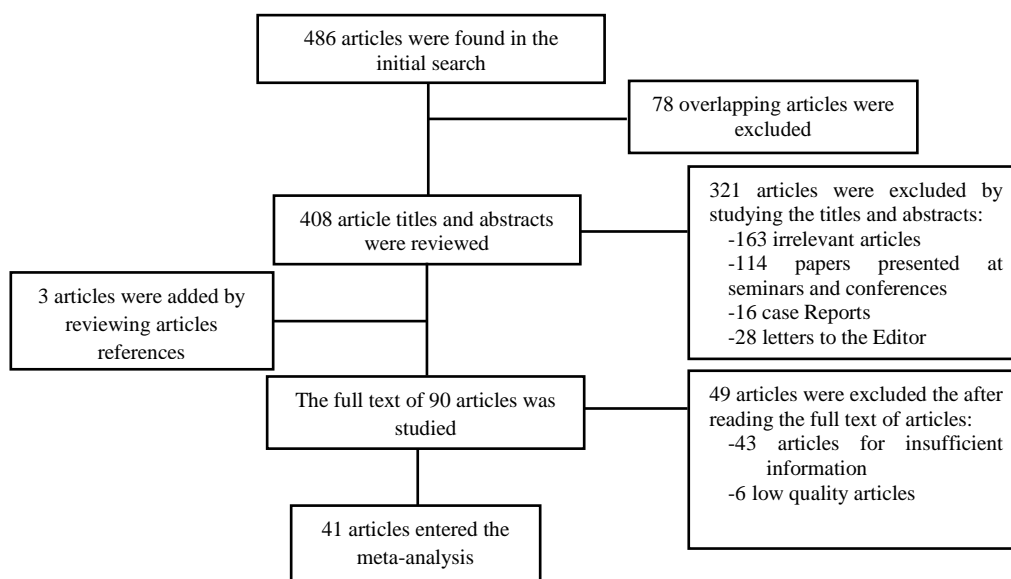 486 articles were found in the
initial search
78 overlapping articles were
excluded
408 article titles and abstracts
were reviewed
321 articles were excluded by
studying the titles and abstracts:
-163 irrelevant articles
-114 papers presented at
seminars and conferences
-16 case Reports
-28 letters to the Editor
3 articles were added by
reviewing articles
references
The full text of 90 articles was
studied
49 articles were excluded the after
reading the full text of articles:
-43 articles for insufficient
information
-6 low quality articles
41 articles entered the
meta-analysis